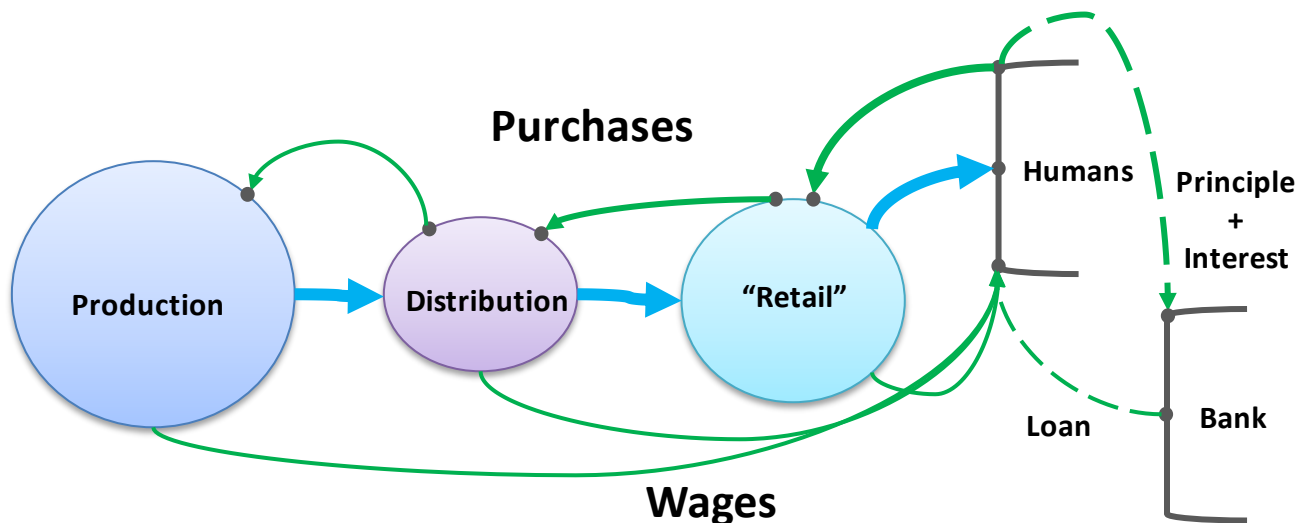 Purchases
Humans
Principle
+
Interest
Production
Distribution
“Retail”
Loan
Bank
Wages